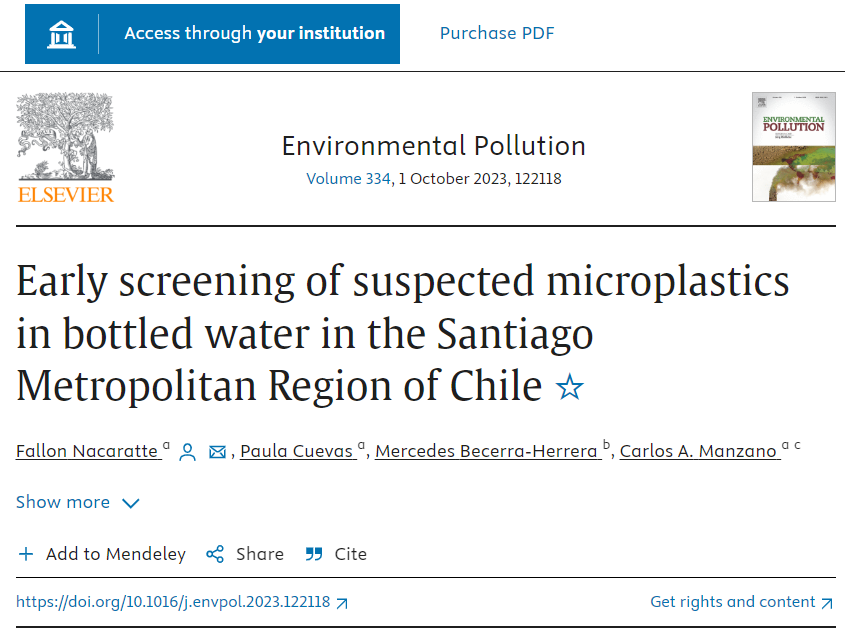 Access through your institution
Purchase PDF
ELSEVIER
Environmental Pollution
Volume 334, 1 October 2023, 122118
ENVIRONMENTAL
POLLUTION
Early screening of suspected microplastics
in bottled water in the Santiago
Metropolitan Region of Chile ☆
Fallon Nacaratte a, Paula Cuevas a, Mercedes Becerra-Herrera b, Carlos A. Manzano a c
Show more
+ Add to Mendeley Share Cite
https://doi.org/10.1016/j.envpol.2023.122118
Get rights and content